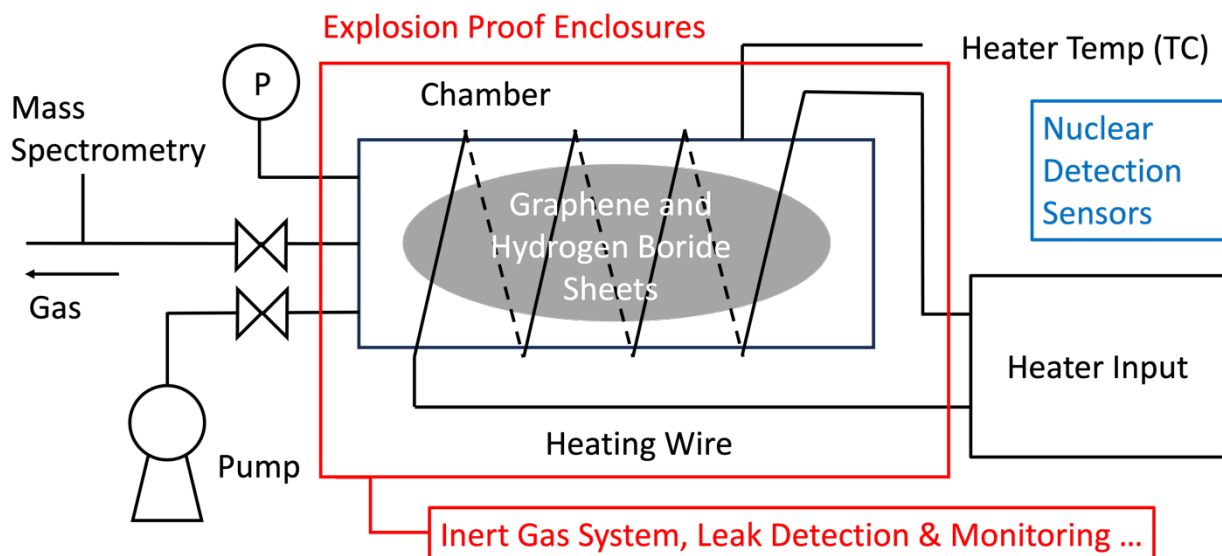 Explosion Proof Enclosures
Heater Temp (TC)
P
Chamber
Mass
Spectrometry
Nuclear
Detection
Sensors
Graphene and
Hydrogen Boride
Sheets
Gas
Heater Input
Heating Wire
Pump
Inert Gas System, Leak Detection & Monitoring ...